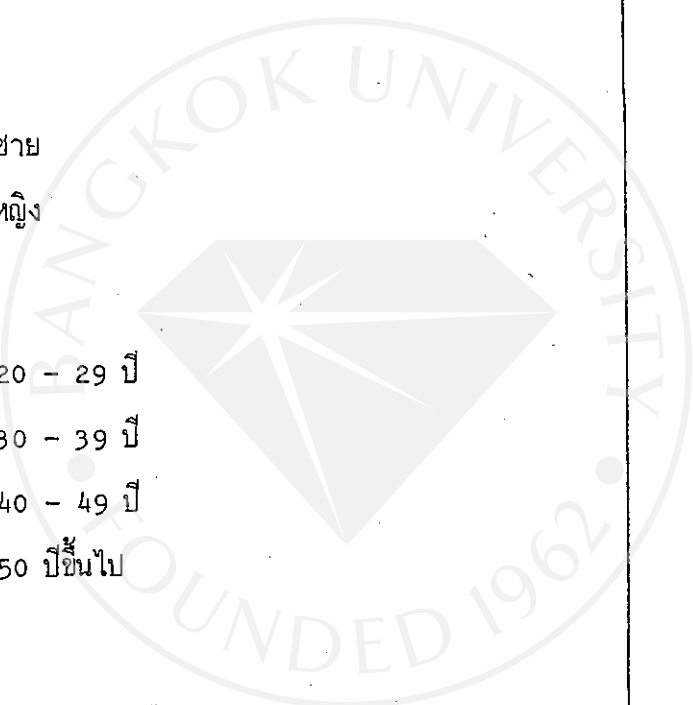 ชาย
หญิง
20 - 29 ปี
30 - 39 ปี
40 - 49 ปี
50 ปีขึ้นไป
BANGKOK UNIVERSITY
FOUNDED 1962